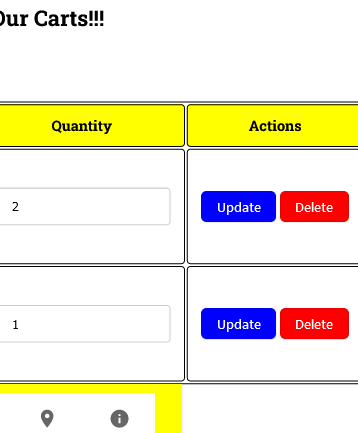 Our Carts!!!
Quantity Actions
2 Update Delete
1 Update Delete